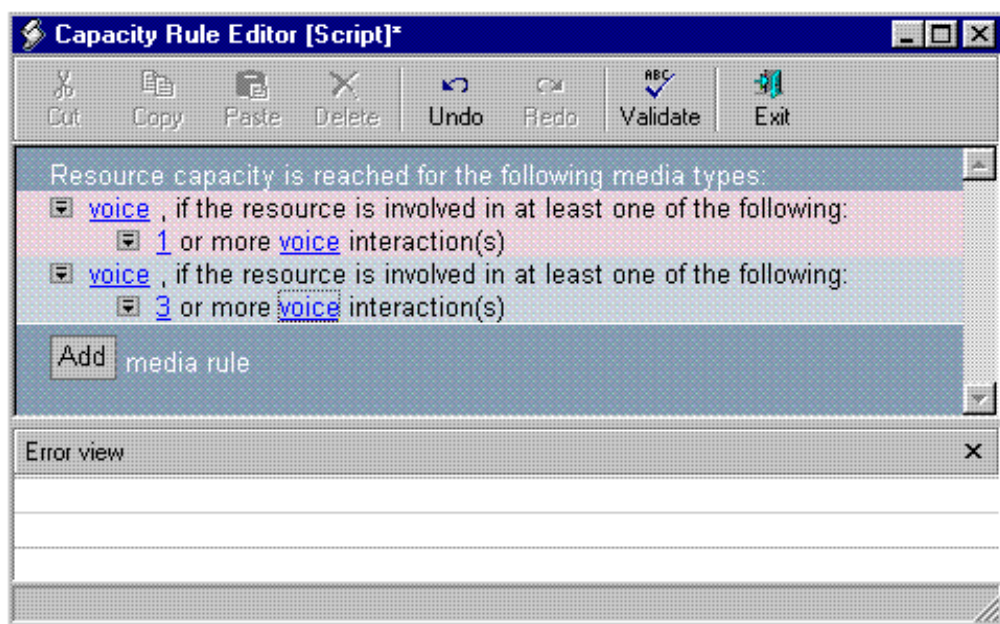 Capacity Rule Editor [Script]*
Cut Copy Paste Delete Undo Redo ABC Validate Exit
Resource capacity is reached for the following media types:
voice , if the resource is involved in at least one of the following:
1 or more voice interaction(s)
voice , if the resource is involved in at least one of the following:
3 or more voice interaction(s)
Add media rule
Error view